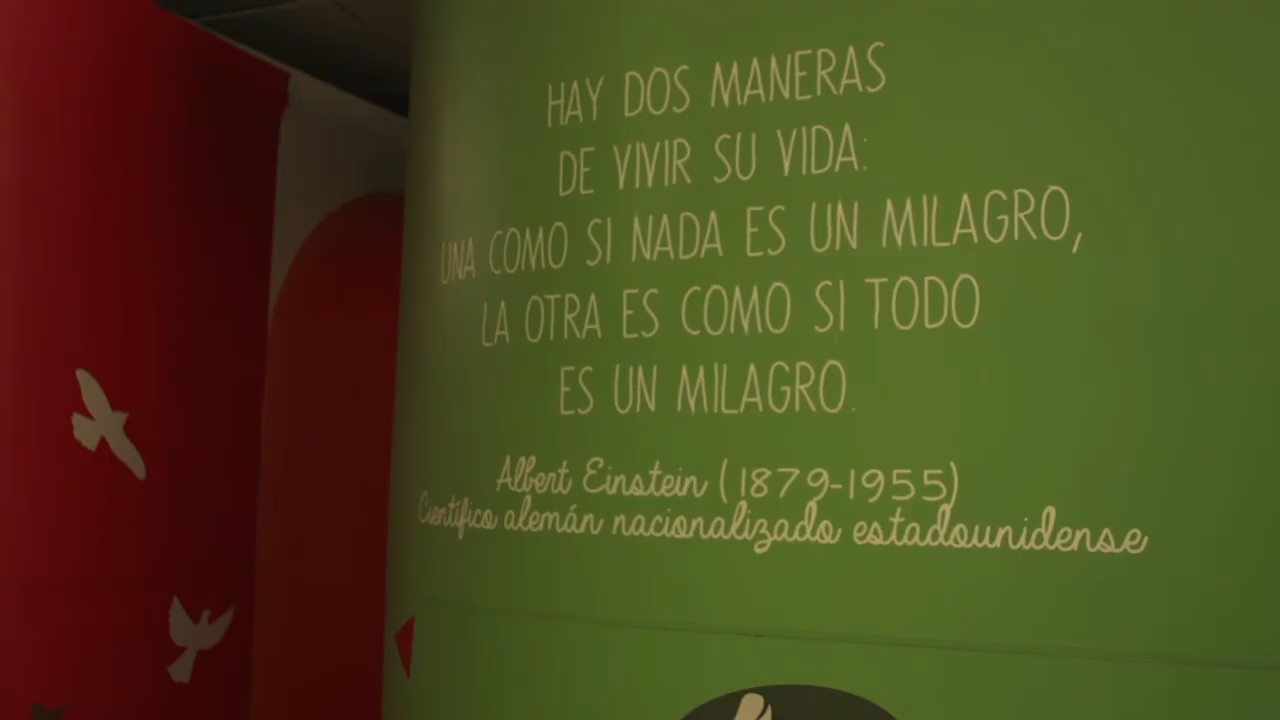 HAY DOS MANERAS
DE VIVIR SU VIDA:
UNA COMO SI NADA ES UN MILAGRO,
LA OTRA ES COMO SI TODO
ES UN MILAGRO.
Albert Einstein (1879-1955)
Científico alemán nacionalizado estadounidense